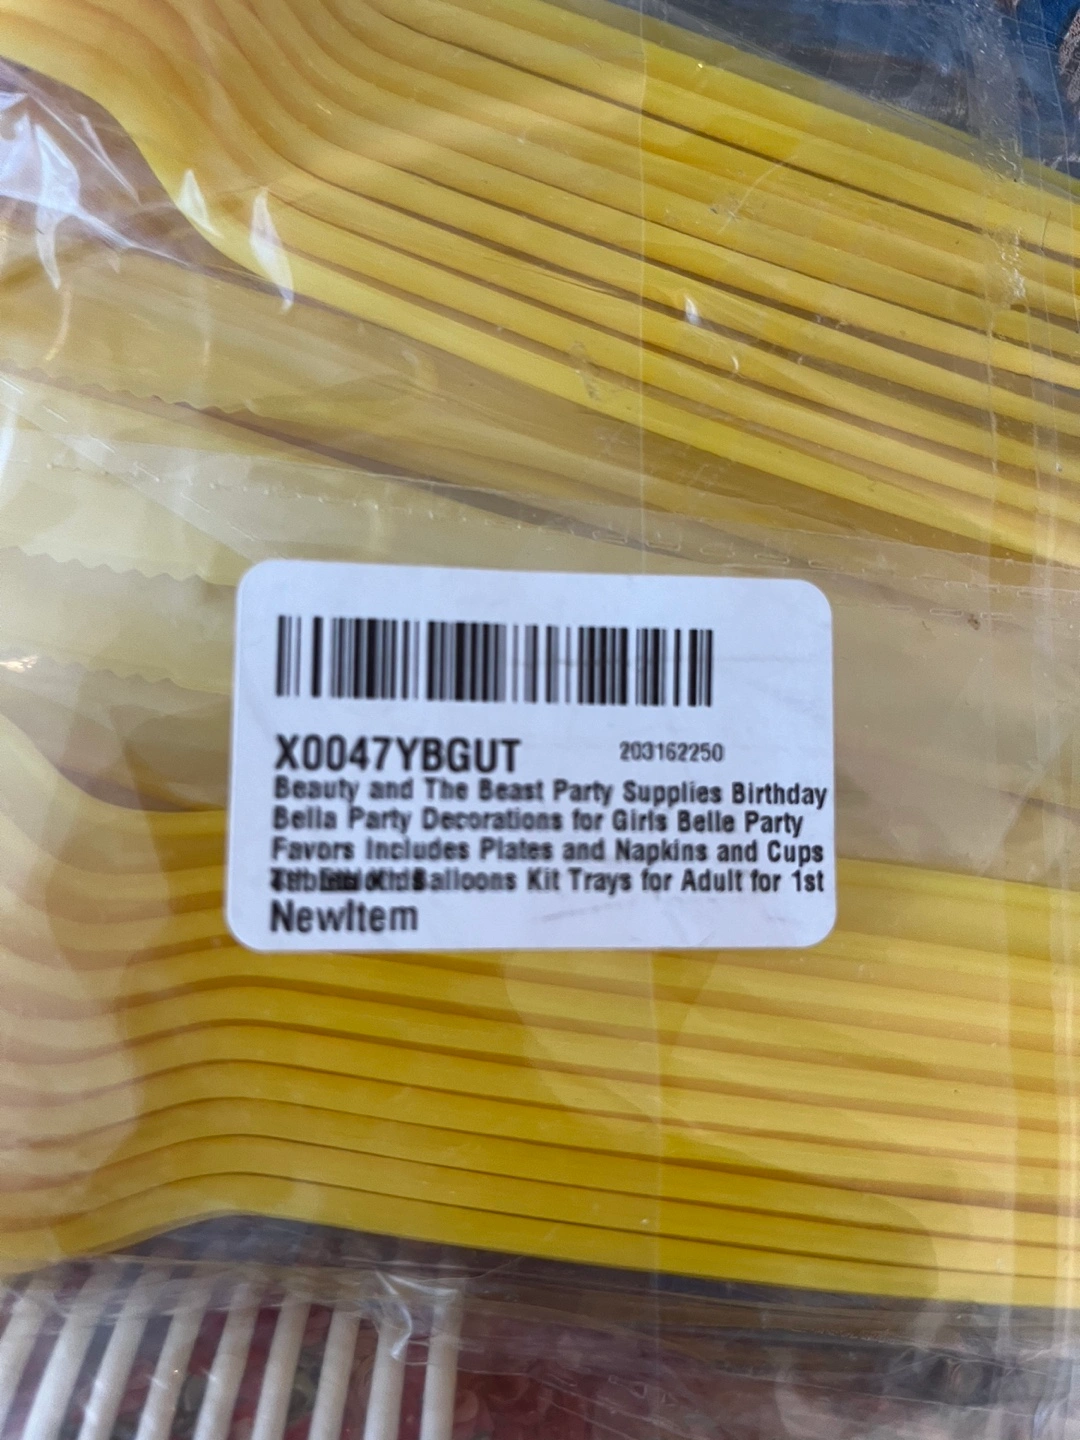 X0047YBGUT 203162250
Beauty and The Beast Party Supplies Birthday
Bella Party Decorations for Girls Belle Party
Favors Includes Plates and Napkins and Cups
Balloons Kit Trays for Adult for 1st
NewItem